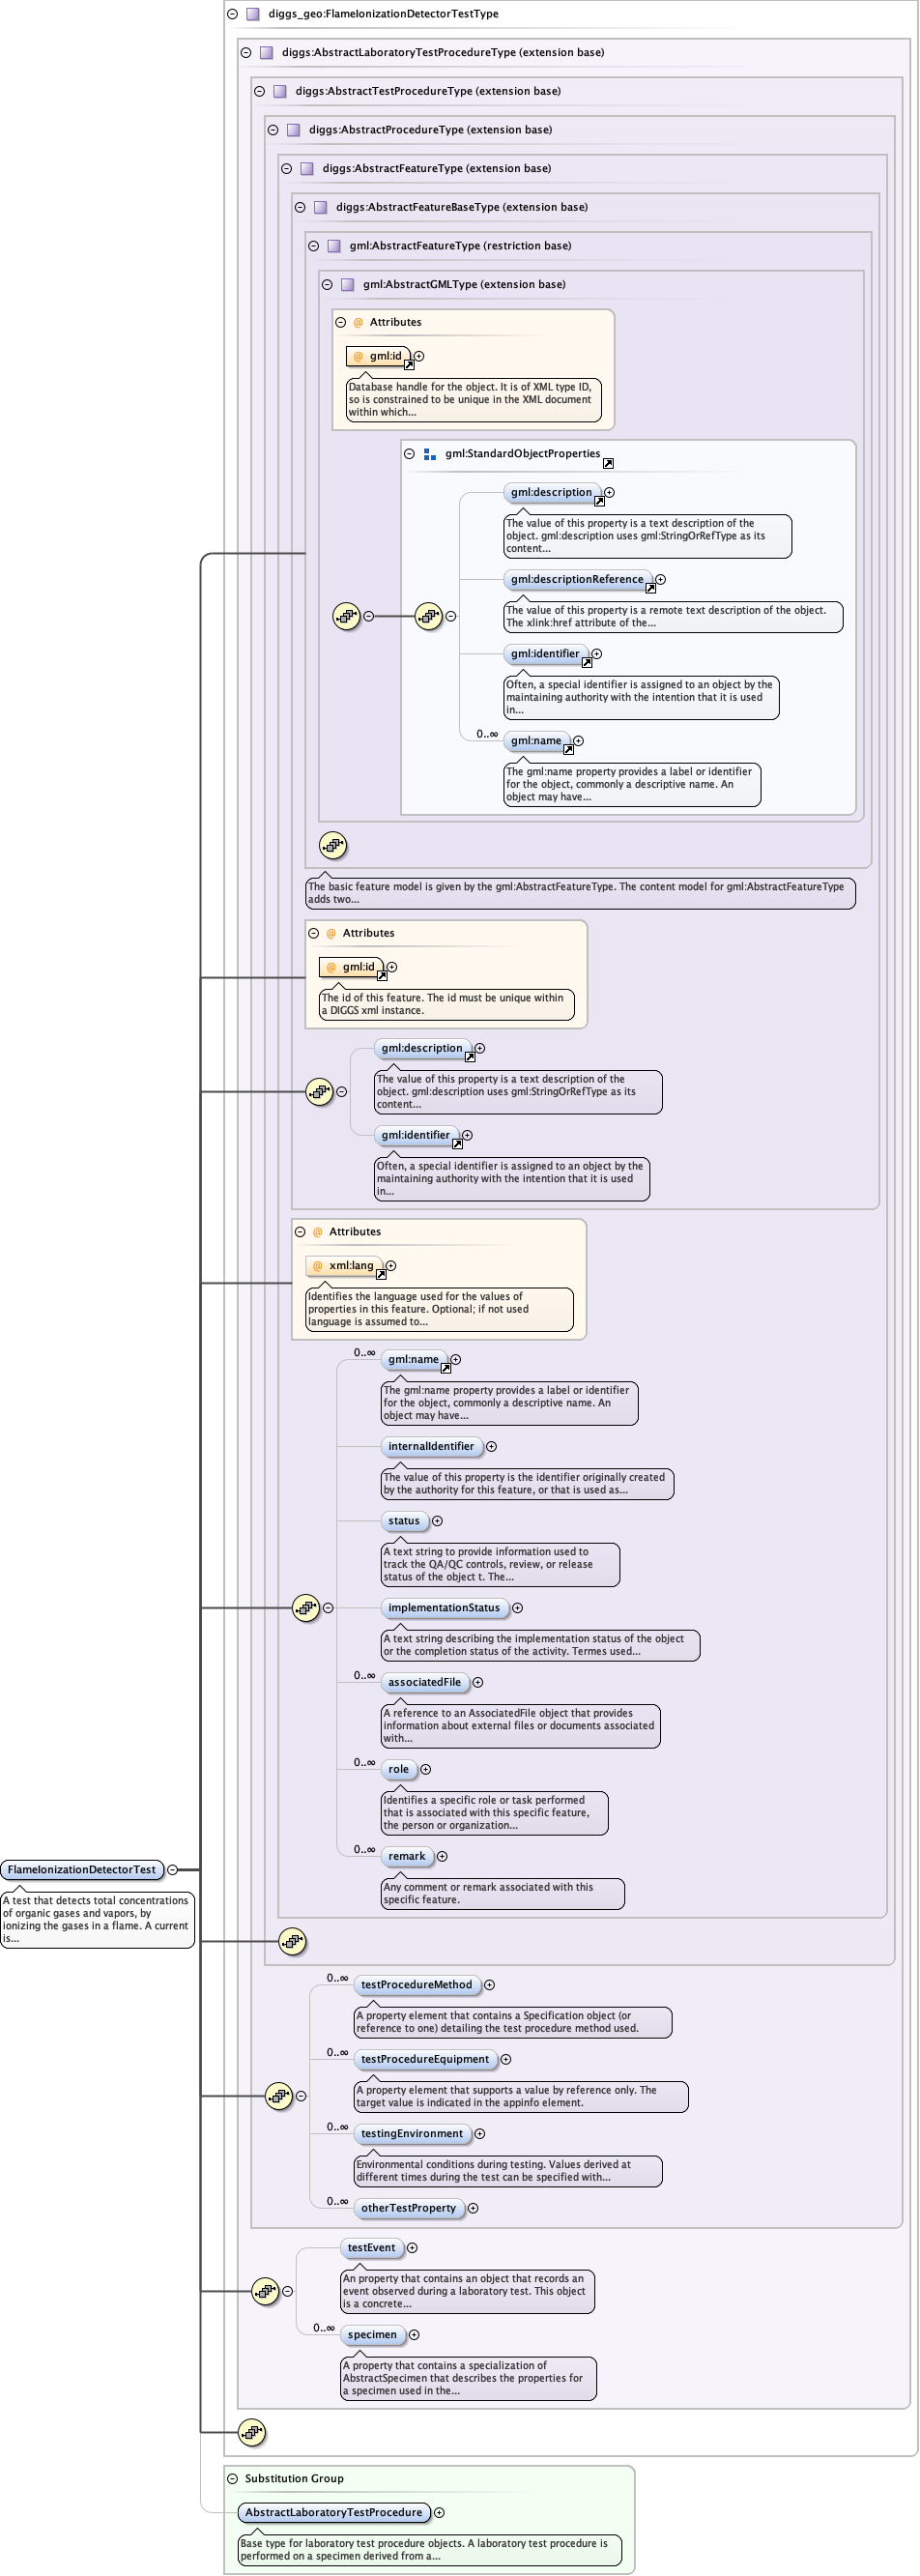 diggs_geo:FlameIonizationDetectorTestType
diggs:AbstractLaboratoryTestProcedureType (extension base)
diggs:AbstractTestProcedureType (extension base)
diggs:AbstractProcedureType (extension base)
diggs:AbstractFeatureType (extension base)
diggs:AbstractFeatureBaseType (extension base)
gml:AbstractFeatureType (restriction base)
gml:AbstractGMLType (extension base)
@ Attributes
@ gml:id
Database handle for the object. It is of XML type ID,
so is constrained to be unique in the XML document
within which...
gml:StandardObjectProperties
gml:description
The value of this property is a text description of the
object. gml:description uses gml:StringOrRefType as its
content...
gml:descriptionReference
The value of this property is a remote text description of the object.
The xlink:href attribute of the...
gml:identifier
Often, a special identifier is assigned to an object by the
maintaining authority with the intention that it is used
in...
0..∞
gml:name
The gml:name property provides a label or identifier
for the object, commonly a descriptive name. An
object may have...
The basic feature model is given by the gml:AbstractFeatureType. The content model for gml:AbstractFeatureType
adds two...
@ Attributes
@ gml:id
The id of this feature. The id must be unique within
a DIGGS xml instance.
gml:description
The value of this property is a text description of the
object. gml:description uses gml:StringOrRefType as its
content...
gml:identifier
Often, a special identifier is assigned to an object by the
maintaining authority with the intention that it is used
in...
@ Attributes
@ xml:lang
Identifies the language used for the values of
properties in this feature. Optional; if not used
language is assumed to...
0..∞
gml:name
The gml:name property provides a label or identifier
for the object, commonly a descriptive name. An
object may have...
internalIdentifier
The value of this property is the identifier originally created
by the authority for this feature, or that is used as...
status
A text string to provide information used to
track the QA/QC controls, review, or release
status of the object t. The...
implementationStatus
A text string describing the implementation status of the object
or the completion status of the activity. Termes used...
0..∞
associatedFile
A reference to an AssociatedFile object that provides
information about external files or documents associated
with...
0..∞
role
Identifies a specific role or task performed
that is associated with this specific feature,
the person or organization...
0..∞
remark
Any comment or remark associated with this
specific feature.
FlameIonizationDetectorTest
A test that detects total concentrations
of organic gases and vapors, by
ionizing the gases in a flame. A current
is...
0..∞
testProcedureMethod
A property element that contains a Specification object (or
reference to one) detailing the test procedure method used.
0..∞
testProcedureEquipment
A property element that supports a value by reference only. The
target value is indicated in the appinfo element.
0..∞
testingEnvironment
Environmental conditions during testing. Values derived at
different times during the test can be specified with...
0..∞
otherTestProperty
testEvent
An property that contains an object that records an
event observed during a laboratory test. This object
is a concrete...
0..∞
specimen
A property that contains a specialization of
AbstractSpecimen that describes the properties for
a specimen used in the...
Substitution Group
AbstractLaboratoryTestProcedure
Base type for laboratory test procedure objects. A laboratory test procedure is
performed on a specimen derived from a...